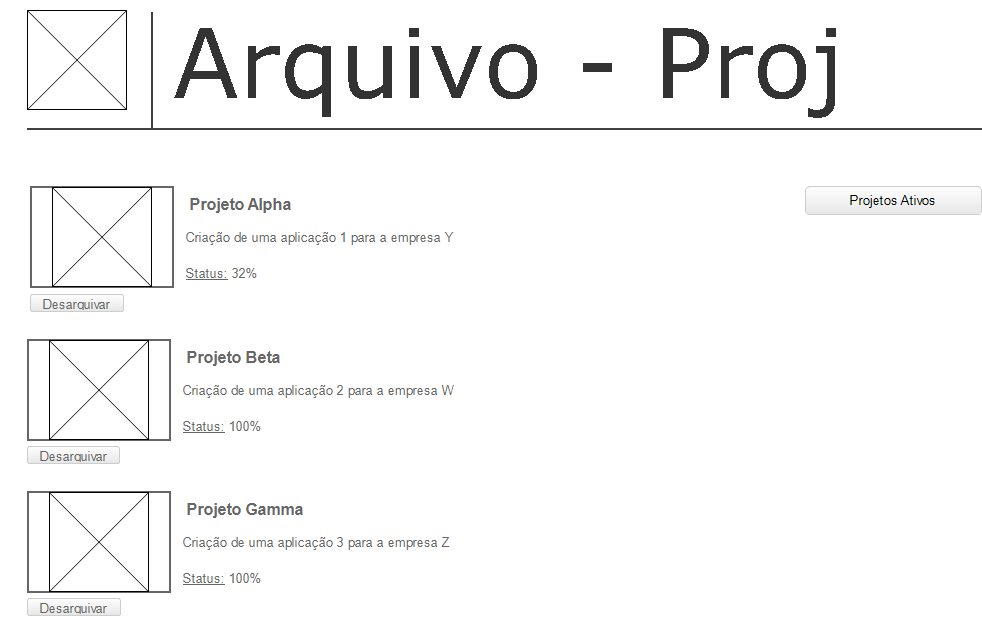 Arquivo - Proj
Projeto Alpha
Projetos Ativos
Criação de uma aplicação 1 para a empresa Y
Status: 32%
Desarquivar
Projeto Beta
Criação de uma aplicação 2 para a empresa W
Status: 100%
Desarquivar
Projeto Gamma
Criação de uma aplicação 3 para a empresa Z
Status: 100%
Desarquivar